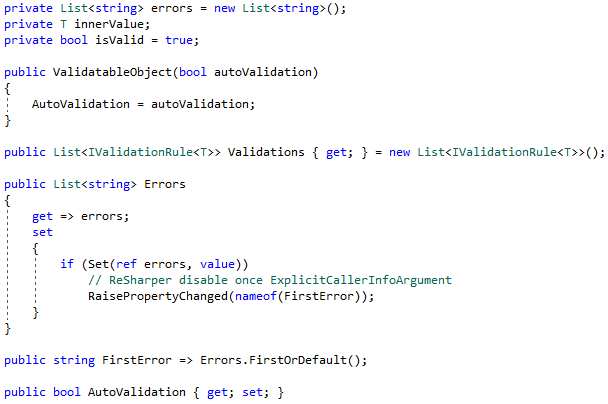 private List<string> errors = new List<string>();
private T innerValue;
private bool isValid = true;

public ValidatableObject(bool autoValidation)
{
    AutoValidation = autoValidation;
}

public List<IValidationRule<T>> Validations { get; } = new List<IValidationRule<T>>();

public List<string> Errors
{
    get => errors;
    set
    {
        if (Set(ref errors, value))
            // ReSharper disable once ExplicitCallerInfoArgument
            RaisePropertyChanged(nameof(FirstError));
    }
}

public string FirstError => Errors.FirstOrDefault();

public bool AutoValidation { get; set; }